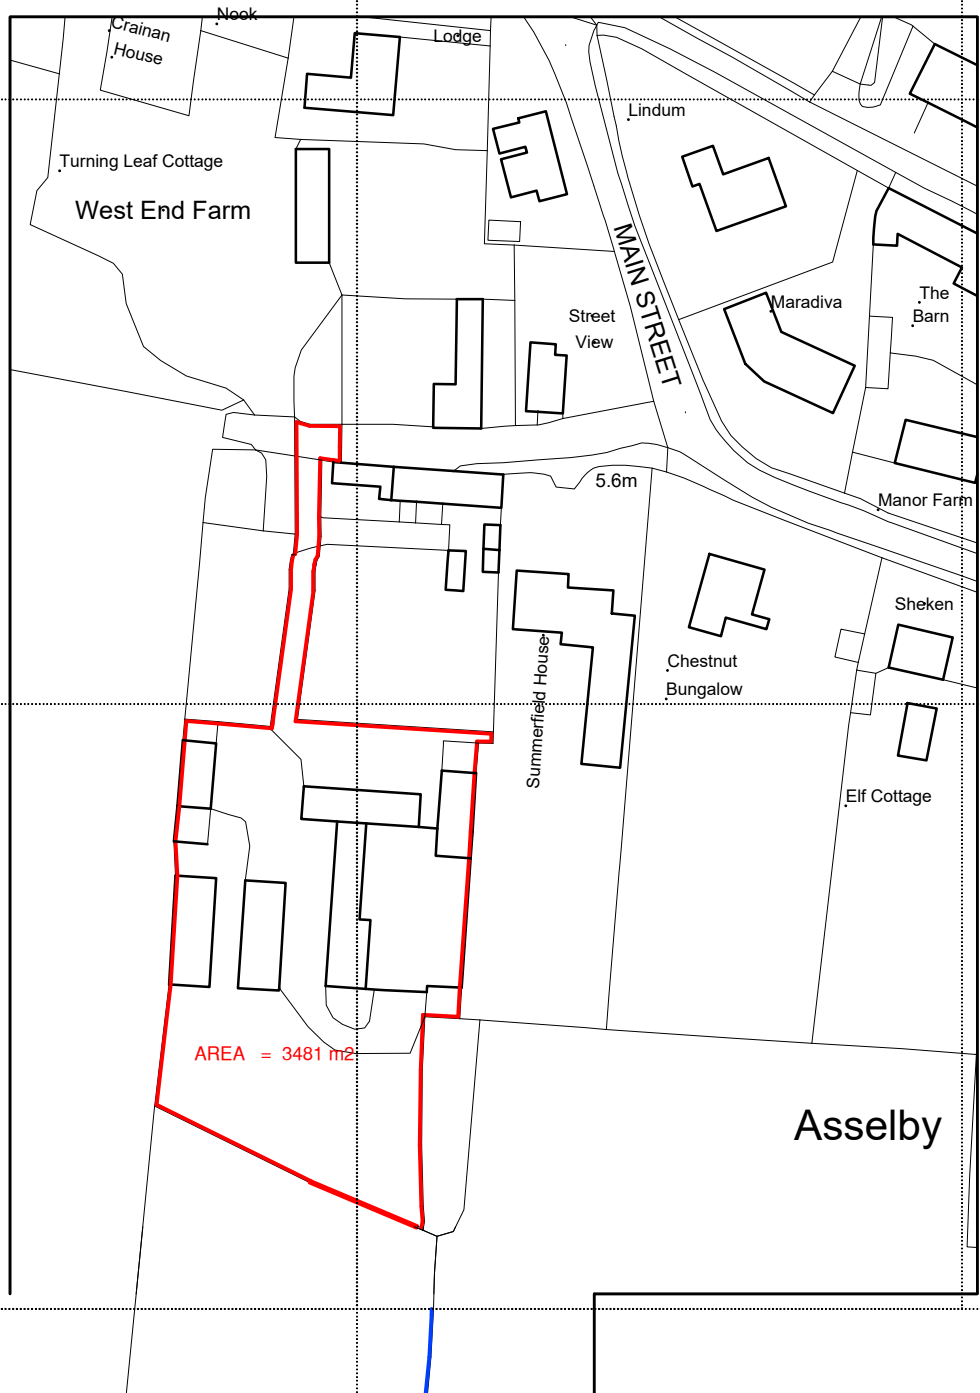 Nook
Crainan
House
Lodge
Lindum
Turning Leaf Cottage
West End Farm
MAIN STREET
The
Barn
Maradiva
Street
View
5.6m
Manor Farm
Sheken
Summerfield House
Chestnut
Bungalow
Elf Cottage
AREA = 3481 m2
Asselby